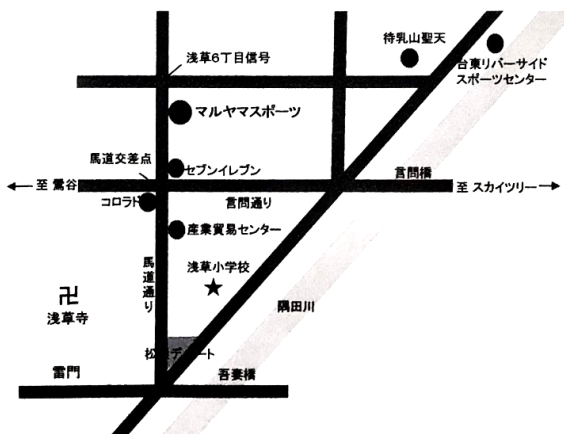 待乳山聖天
台東リバーサイド
スポーツセンター
浅草6丁目信号
マルヤマスポーツ
馬道交差点
セブンイレブン
言問橋
至 鶯谷
至 スカイツリー
コロラド
言問通り
産業貿易センター
馬道通り
浅草小学校
卍
浅草寺
隅田川
デ ート
雷門
吾妻橋